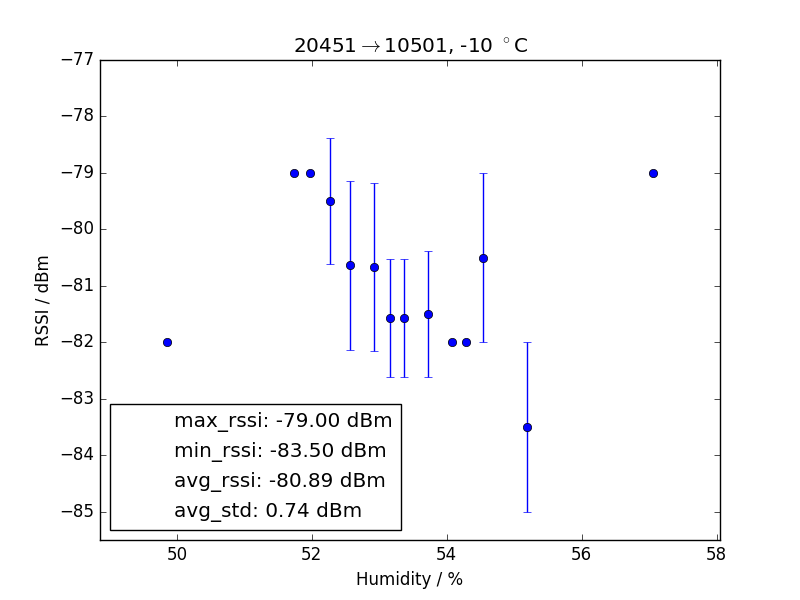 20451→10501, -10 °C
−77
−78
−79
−80
−81
−82
−83
−84
−85
RSSI / dBm
max_rssi: -79.00 dBm
min_rssi: -83.50 dBm
avg_rssi: -80.89 dBm
avg_std: 0.74 dBm
50 52 54 56 58
Humidity / %